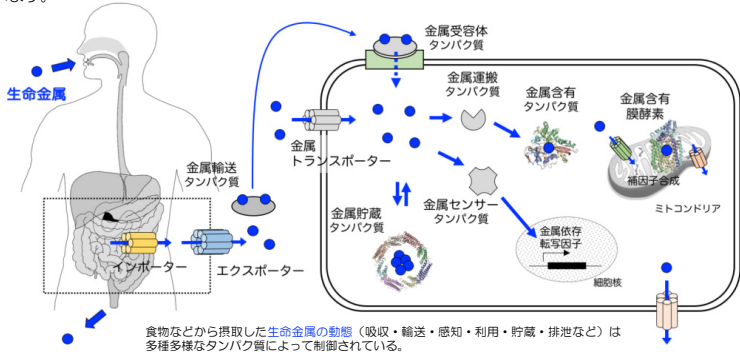 ます。
生命金属
金属輸送
タンパク質
インポーター
エクスポーター
金属受容体
タンパク質
金属
トランスポーター
金属運搬
タンパク質
金属含有
タンパク質
金属含有
膜酵素
補因子合成
ミトコンドリア
金属貯蔵
タンパク質
金属センサー
タンパク質
金属依存
転写因子
細胞核
食物などから摂取した生命金属の動態（吸収・輸送・感知・利用・貯蔵・排泄など）は
多種多様なタンパク質によって制御されている。